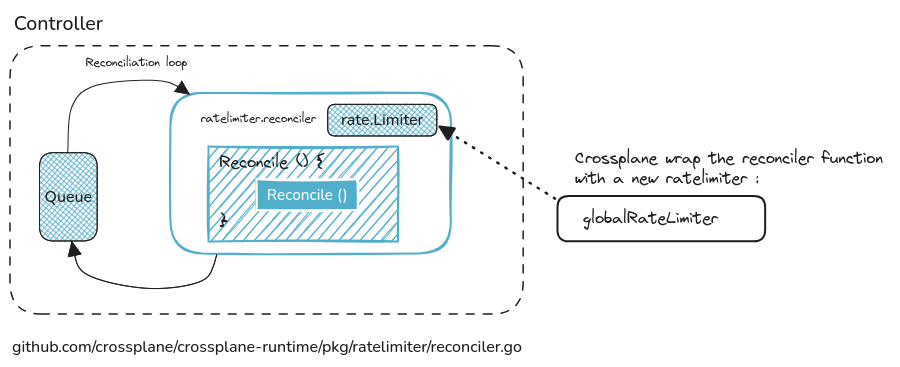 Controller
Reconciliation loop
ratelimiter.reconciler
rate.Limiter
Reconcile () {
Reconcile ()
}
Queue
Crossplane wrap the reconciler function
with a new ratelimiter :
globalRateLimiter
github.com/crossplane/crossplane-runtime/pkg/ratelimiter/reconciler.go